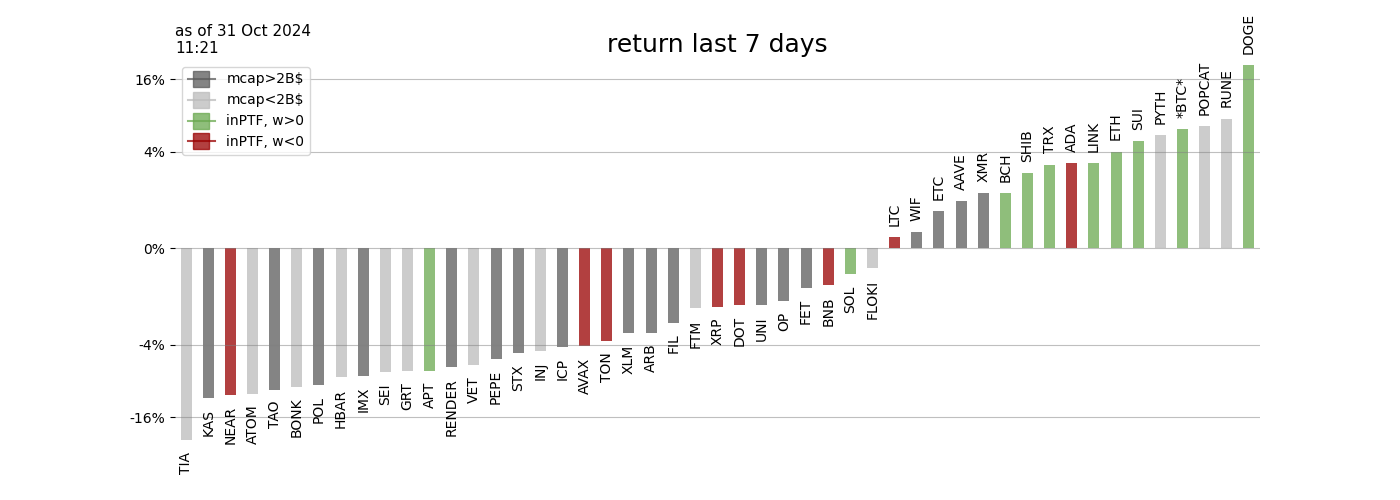 as of 31 Oct 2024
11:21
return last 7 days
mcap>2B$
mcap<2B$
inPTF, w>0
inPTF, w<0
16%
4%
0%
-4%
-16%
TIA
KAS
NEAR
ATOM
TAO
BONK
POL
HBAR
IMX
SEI
GRT
APT
RENDER
VET
PEPE
STX
INJ
ICP
AVAX
TON
XLM
ARB
FIL
FTM
XRP
DOT
UNI
OP
FET
BNB
SOL
FLOKI
LTC
WIF
ETC
AAVE
XMR
BCH
SHIB
TRX
ADA
LINK
ETH
SUI
PYTH
*BTC*
POPCAT
RUNE
DOGE